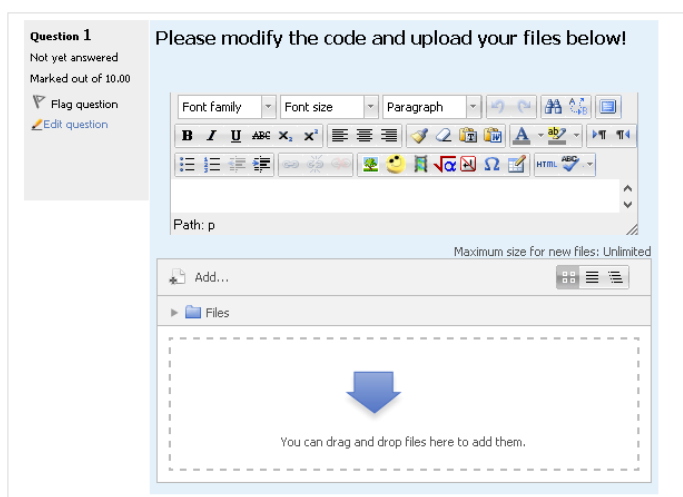 Question 1
Not yet answered
Marked out of 10.00
Flag question
Edit question
Please modify the code and upload your files below!
Font family Font size Paragraph
B I U ABC X₂ X² A ab
Ω HTML ABC
Path: p
Maximum size for new files: Unlimited
Add...
Files
You can drag and drop files here to add them.